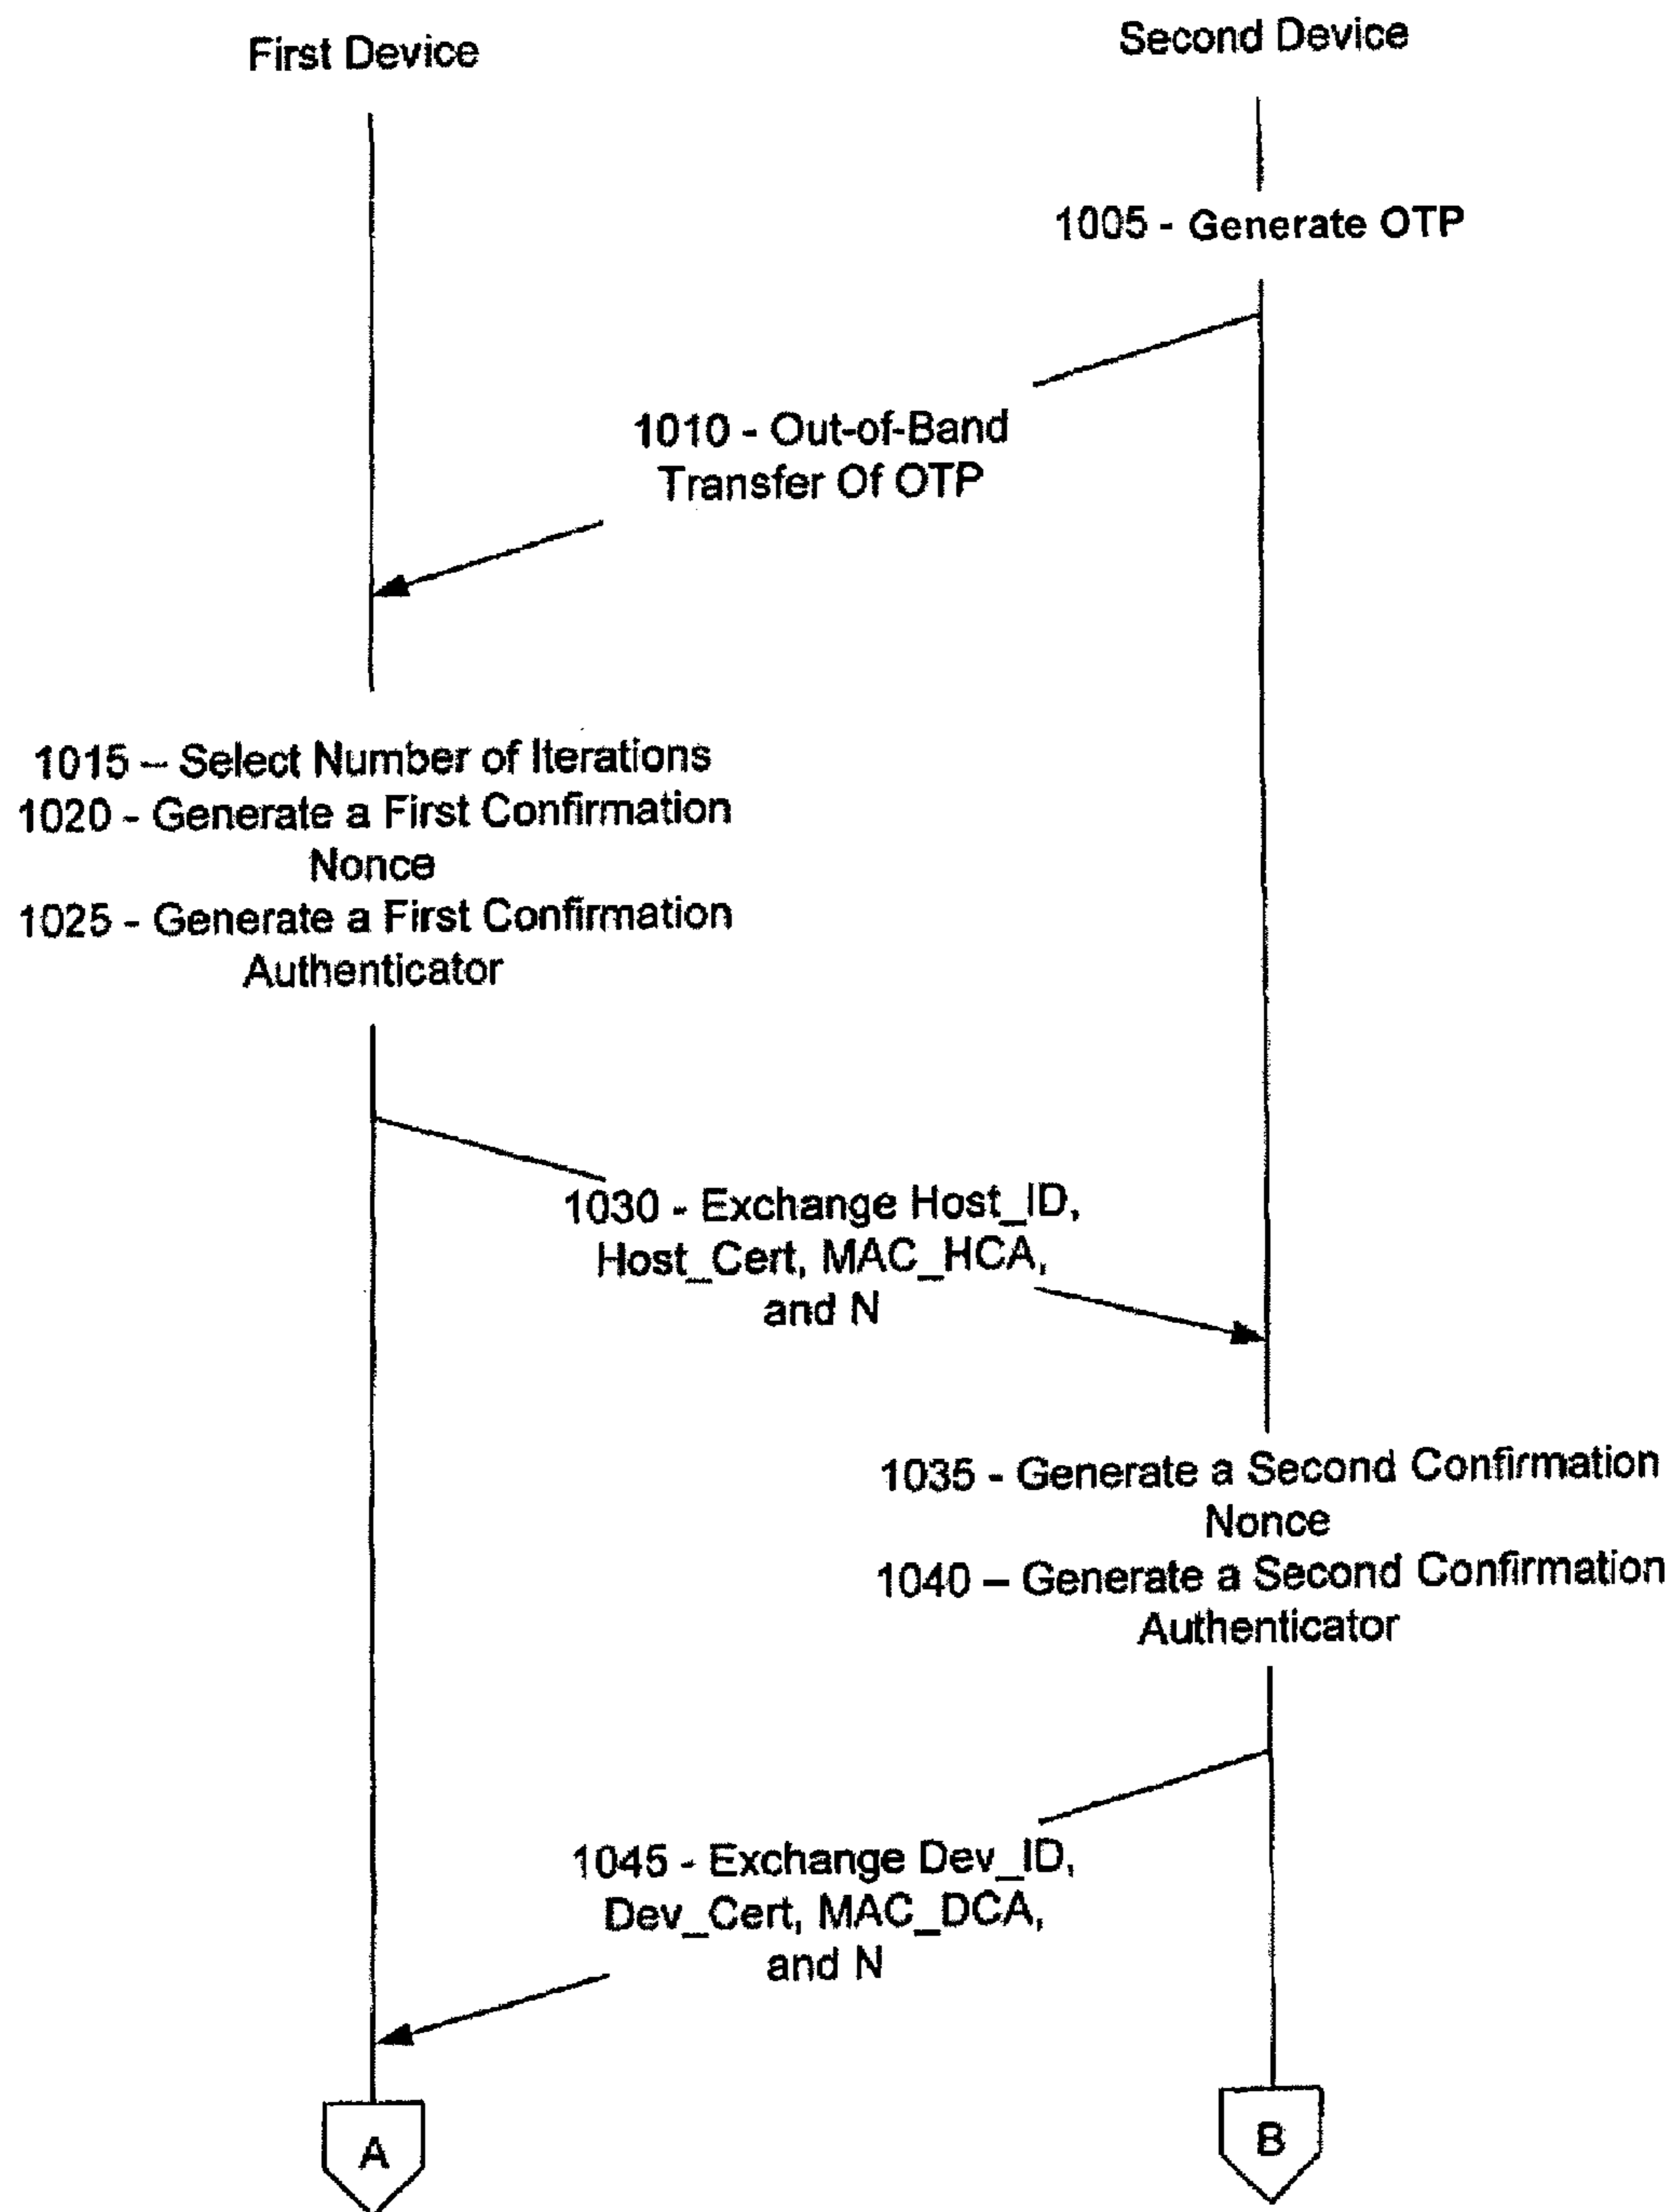 First Device
Second Device
1005 - Generate OTP
1010 - Out-of-Band
Transfer Of OTP
1015 – Select Number of Iterations
1020 - Generate a First Confirmation
Nonce
1025 - Generate a First Confirmation
Authenticator
1030 - Exchange Host_ID,
Host_Cert, MAC_HCA,
and N
1035 - Generate a Second Confirmation
Nonce
1040 – Generate a Second Confirmation
Authenticator
1045 - Exchange Dev_ID,
Dev_Cert, MAC_DCA,
and N
A
B